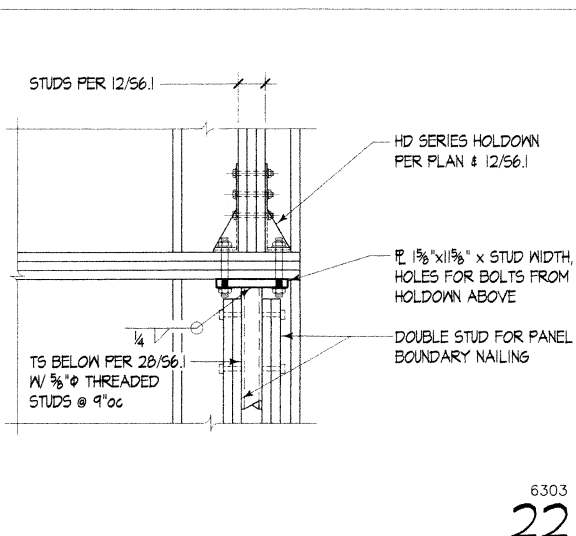 STUDS PER 12/S6.1
HD SERIES HOLDOWN
PER PLAN & 12/S6.1
PL 1⅝"x11⅝" x STUD WIDTH,
HOLES FOR BOLTS FROM
HOLDOWN ABOVE
1/4
TS BELOW PER 28/S6.1
W/ ⅝"Φ THREADED
STUDS @ 9"oc
DOUBLE STUD FOR PANEL
BOUNDARY NAILING
6303
22